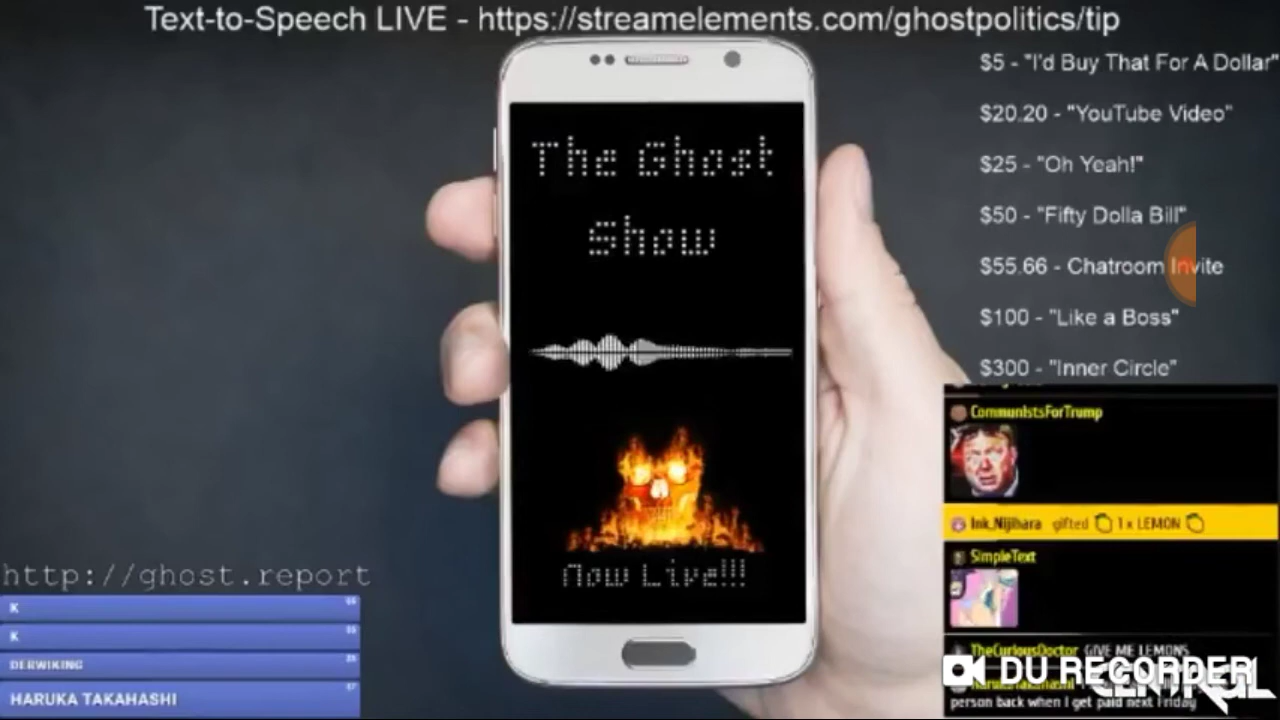 Text-to-Speech LIVE - https://streamelements.com/ghostpolitics/tip
$5 - "I'd Buy That For A Dollar"
$20.20 - "YouTube Video"
$25 - "Oh Yeah!"
$50 - "Fifty Dolla Bill"
$55.66 - Chatroom Invite
$100 - "Like a Boss"
$300 - "Inner Circle"
The Ghost
Show
Now Live!!!
http://ghost.report
K
K
DERWIKING
HARUKA TAKAHASHI
CommunIstsForTrump
Ink_Nijihara gifted 1 x LEMON
SimpleText
TheCuriousDoctor GIVE ME LEMONS
DU RECORDER
person back when I get paid next Friday